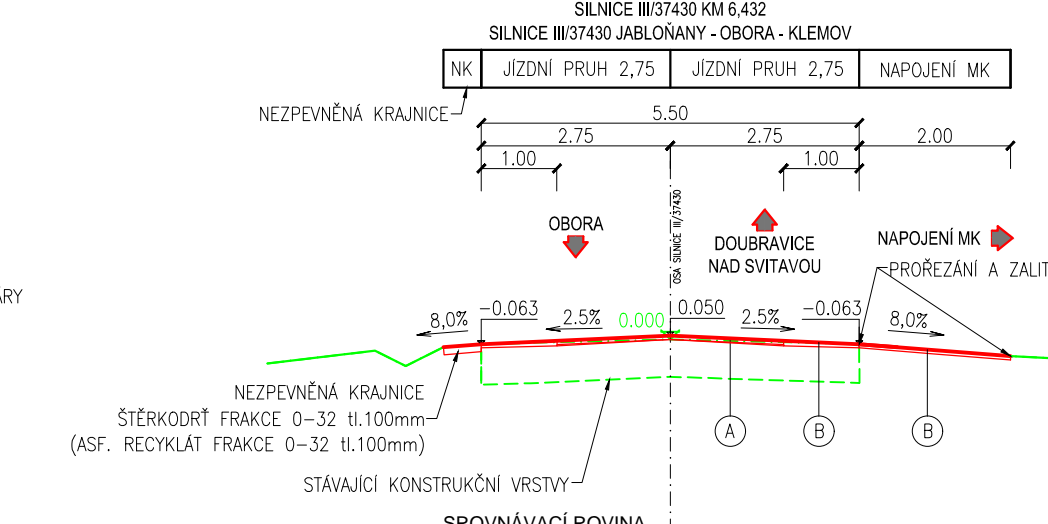 SILNICE III/37430 KM 6,432
SILNICE III/37430 JABLOŇANY - OBORA - KLEMOV
NK
JÍZDNÍ PRUH 2,75
JÍZDNÍ PRUH 2,75
NAPOJENÍ MK
NEZPEVNĚNÁ KRAJNICE
5.50
2.75
2.75
2.00
1.00
1.00
OSA SILNICE III/37430
OBORA
DOUBRAVICE
NAD SVITAVOU
NAPOJENÍ MK
PROŘEZÁNÍ A ZALIT
ÁRY
8,0%
-0.063
2.5%
0.000
0.050
2.5%
-0.063
8,0%
NEZPEVNĚNÁ KRAJNICE
ŠTĚRKODRŤ FRAKCE 0-32 tl.100mm
(ASF. RECYKLÁT FRAKCE 0-32 tl.100mm)
A
B
B
STÁVAJÍCÍ KONSTRUKČNÍ VRSTVY
SROVNÁVACÍ ROVINA